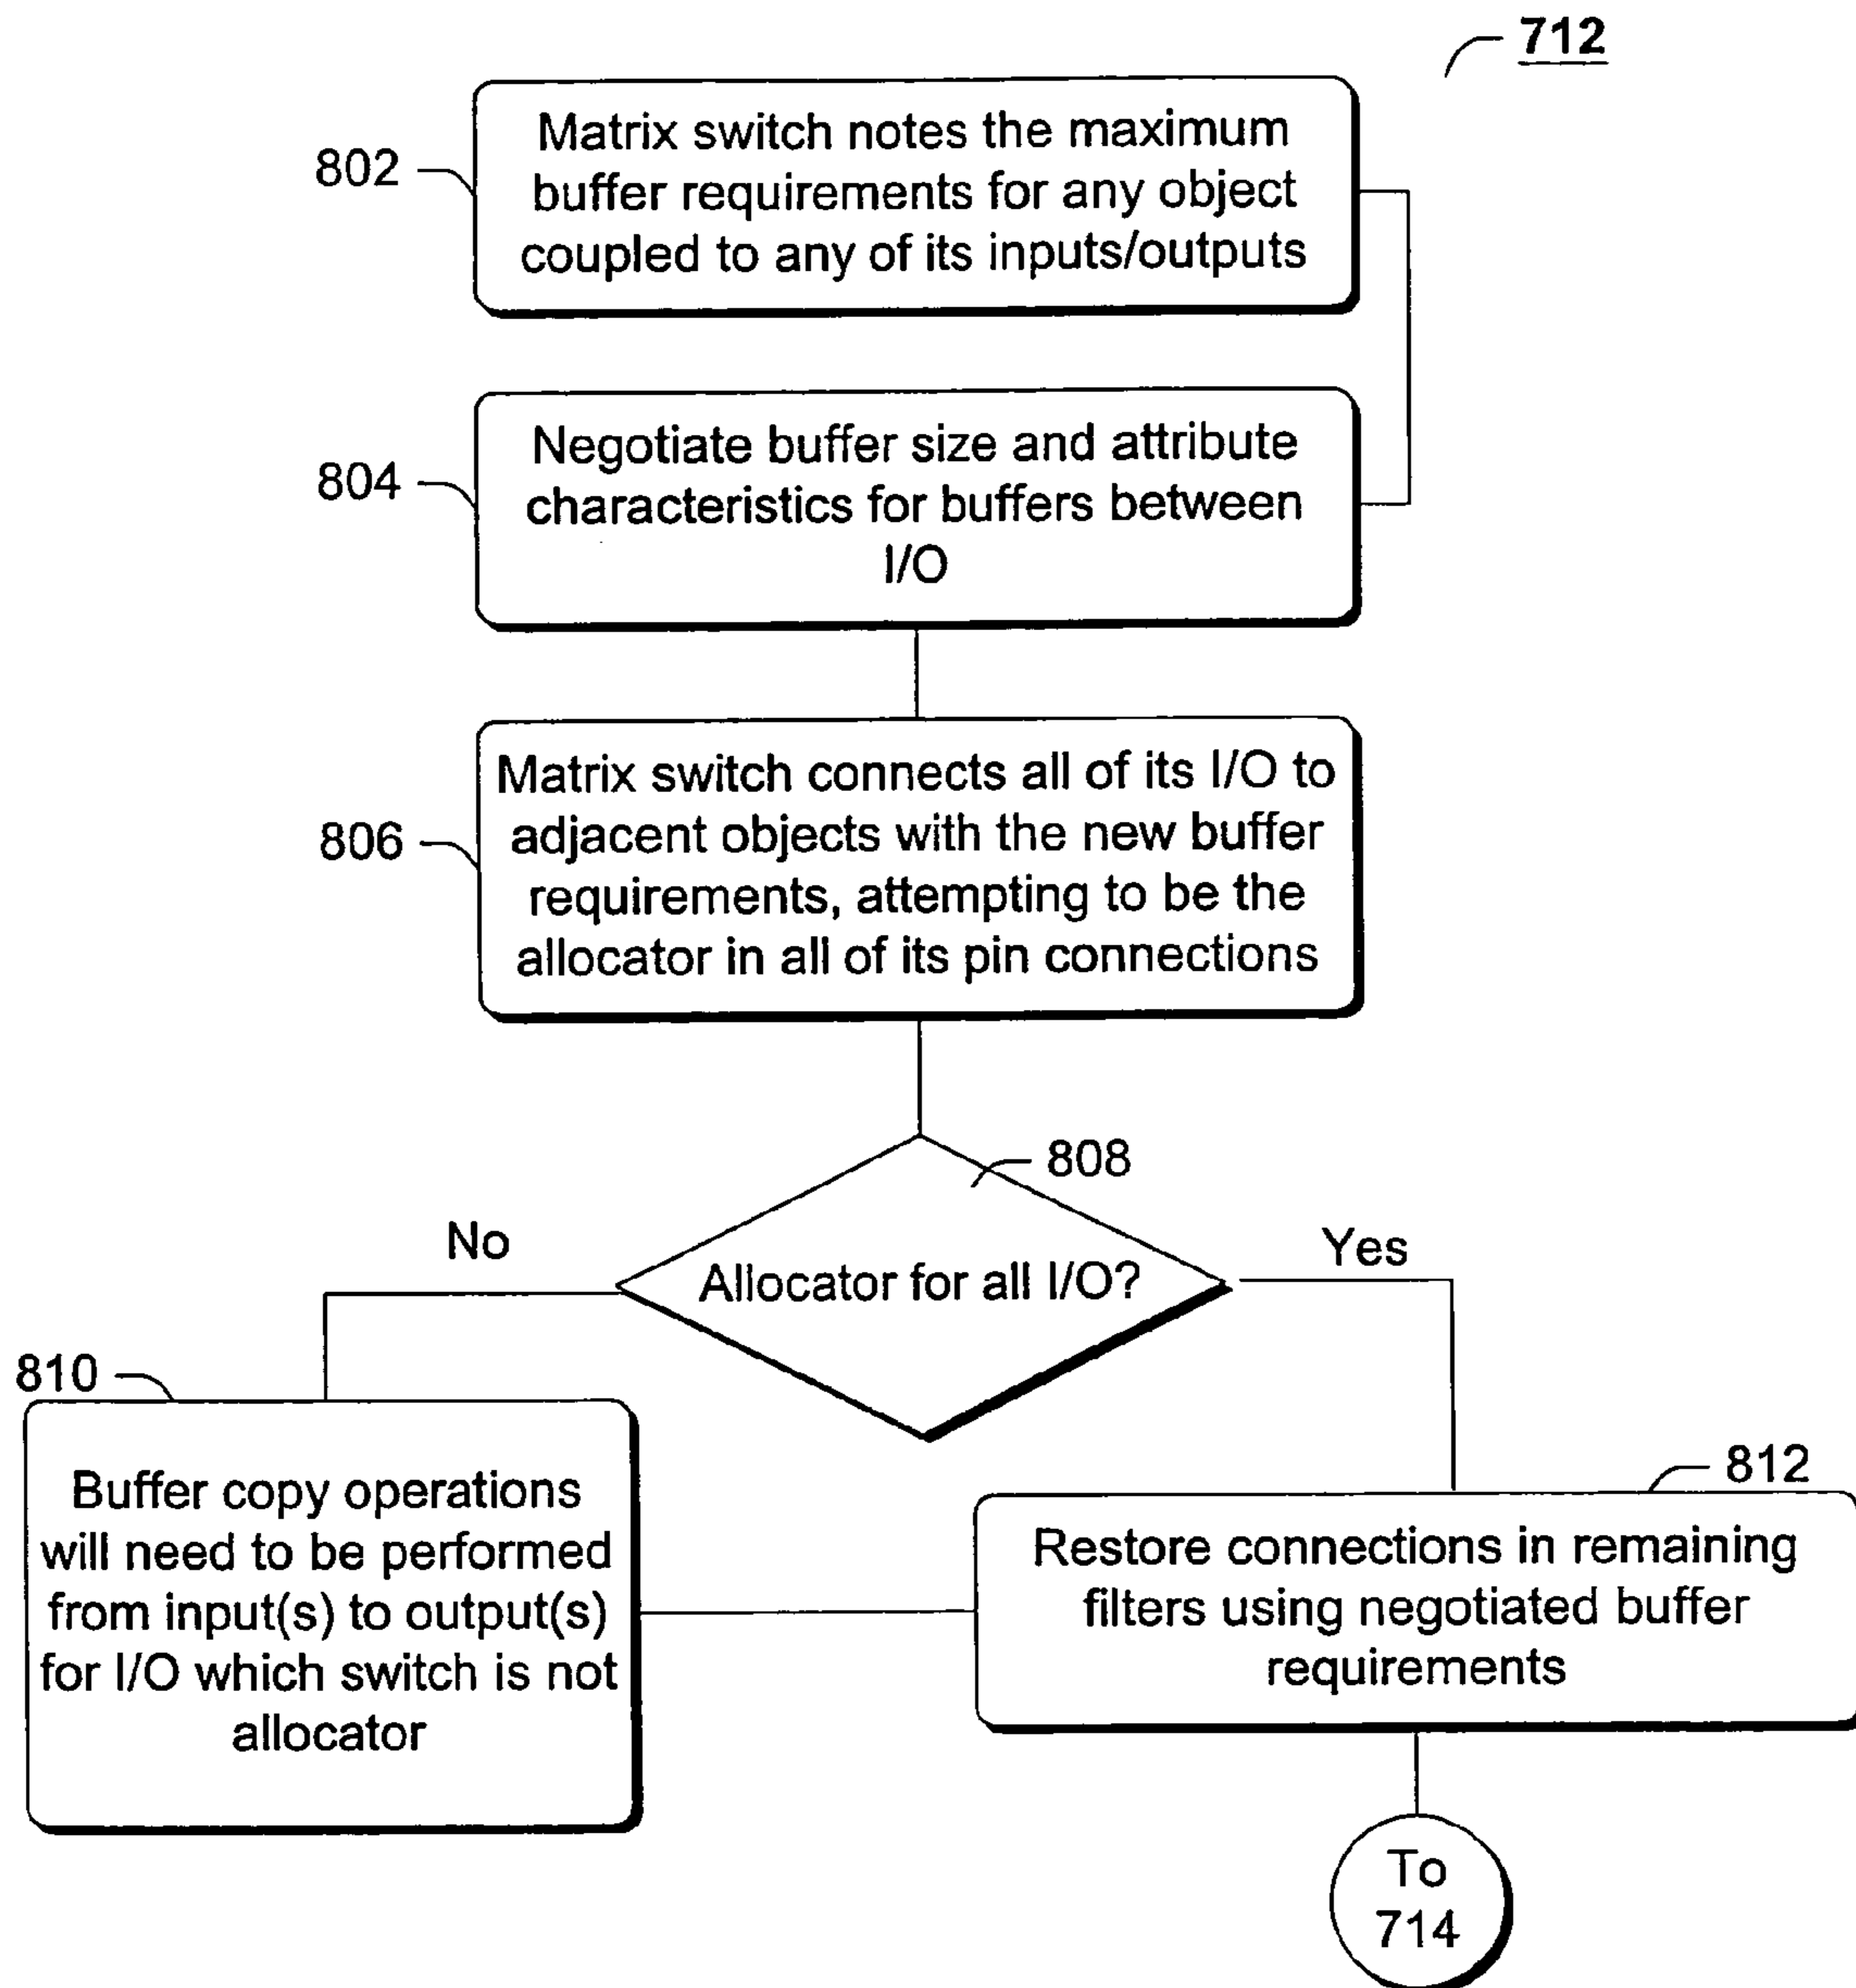 712
802
Matrix switch notes the maximum
buffer requirements for any object
coupled to any of its inputs/outputs
804
Negotiate buffer size and attribute
characteristics for buffers between
I/O
806
Matrix switch connects all of its I/O to
adjacent objects with the new buffer
requirements, attempting to be the
allocator in all of its pin connections
808
No
Yes
Allocator for all I/O?
810
Buffer copy operations
will need to be performed
from input(s) to output(s)
for I/O which switch is not
allocator
812
Restore connections in remaining
filters using negotiated buffer
requirements
To
714